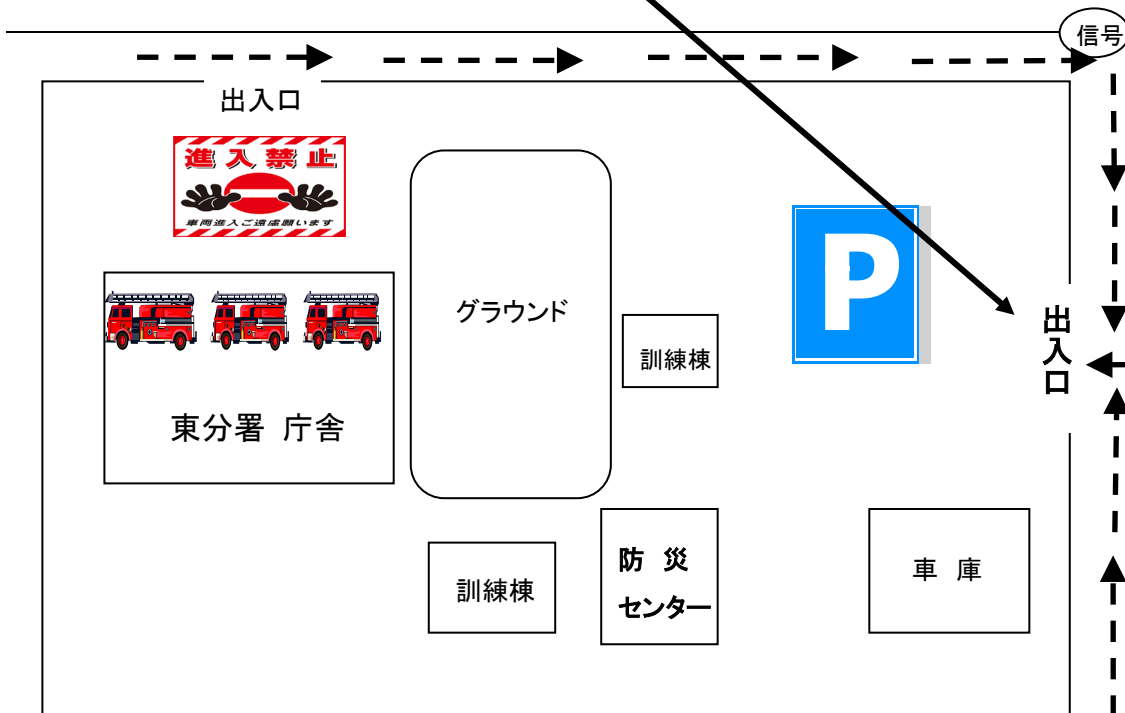 信号
出入口
進入禁止
車両進入ご遠慮願います
P
出入口
グラウンド
訓練棟
東分署 庁舎
防 災
センター
車 庫
訓練棟